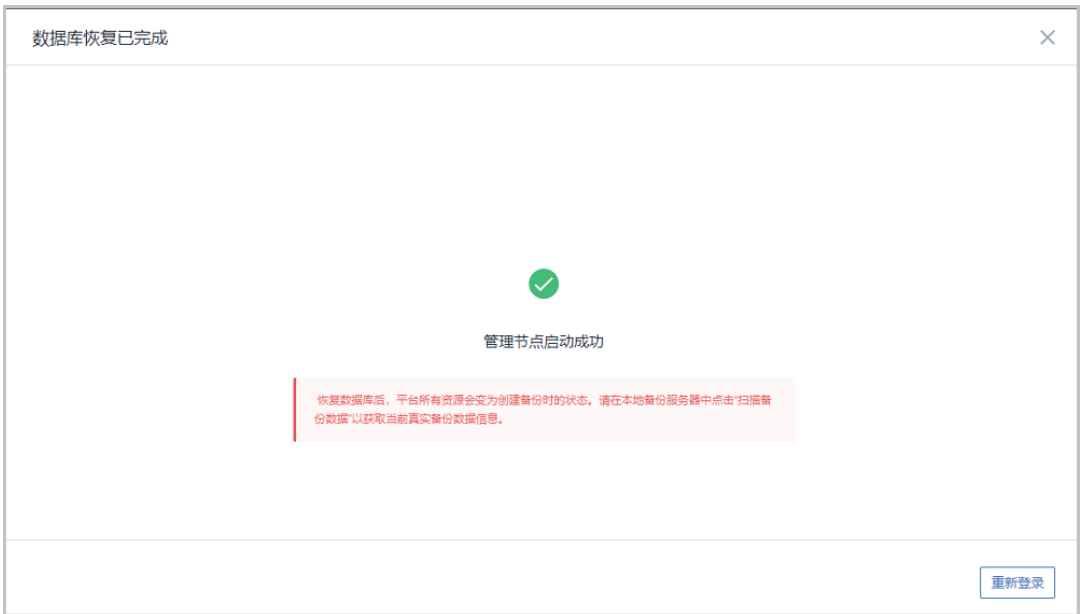 数据库恢复已完成
管理节点启动成功
恢复数据库后，平台所有资源会变为创建备份时的状态。请在本地备份服务器中点击“扫描备
份数据”以获取当前真实备份数据信息。
重新登录